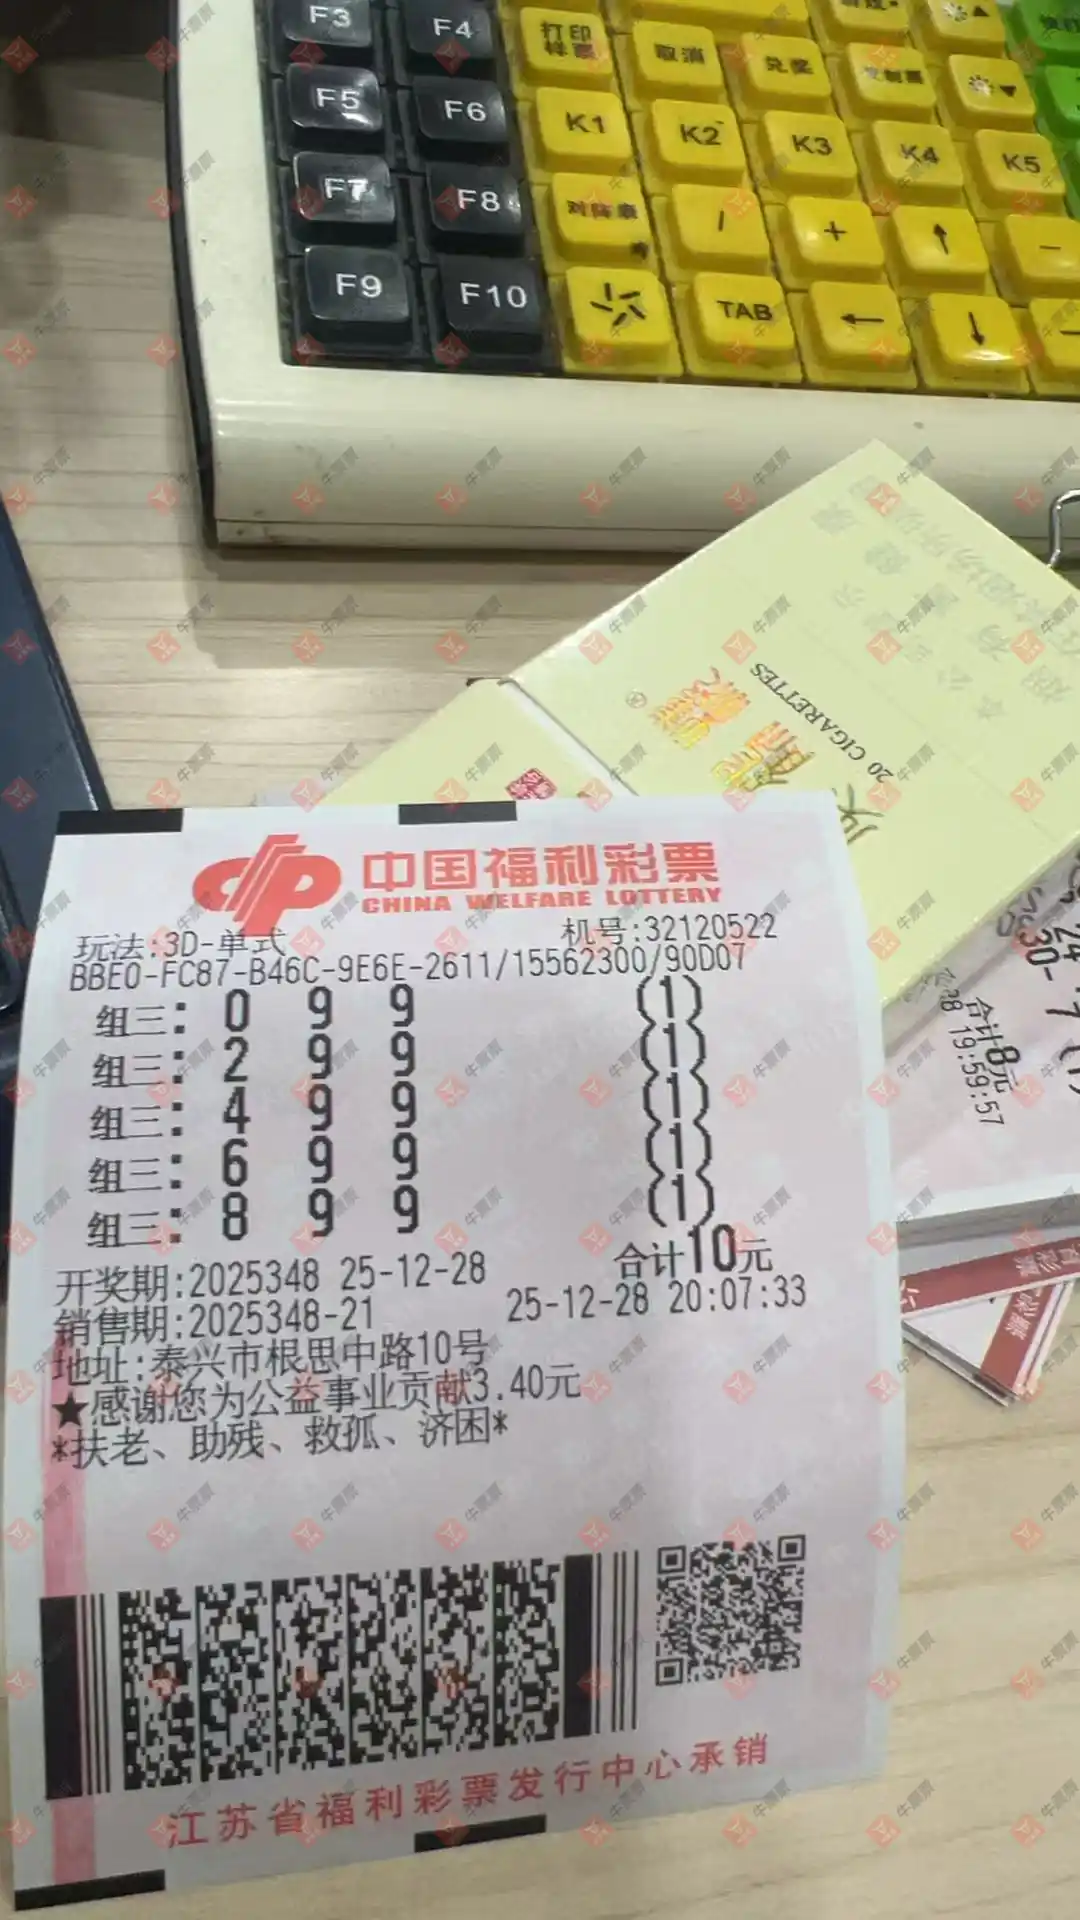 F3
F4
打印
样票
取消
兑奖
F5
F6
K1
K2
K3
K4
K5
F7
F8
/
+
↑
-
F9
F10
TAB
←
↓
20 CIGARETTES
中国福利彩票
CHINA WELFARE LOTTERY
玩法:3D-单式 机号:32120522
BBE0-FC87-B46C-9E6E-2611/15562300/90D07
组三: 0 9 9 (1)
组三: 2 9 9 (1)
组三: 4 9 9 (1)
组三: 6 9 9 (1)
组三: 8 9 9 (1)
合计10元
开奖期:2025348 25-12-28
销售期:2025348-21 25-12-28 20:07:33
地址:泰兴市根思中路10号
★感谢您为公益事业贡献3.40元
*扶老、助残、救孤、济困*
江苏省福利彩票发行中心承销
合计8元
19:59:57
牛票票